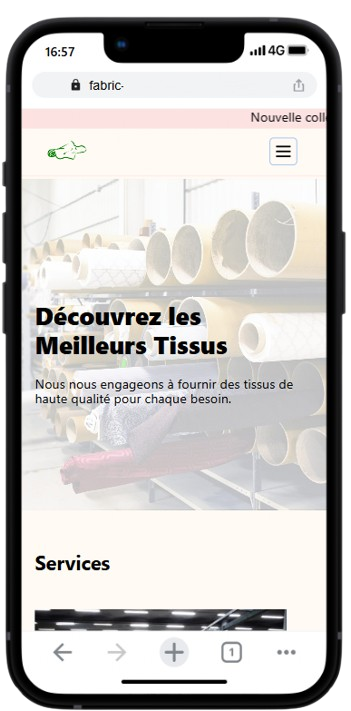 16:57
4G
fabric-
Nouvelle coll
Découvrez les
Meilleurs Tissus
Nous nous engageons à fournir des tissus de
haute qualité pour chaque besoin.
Services
1